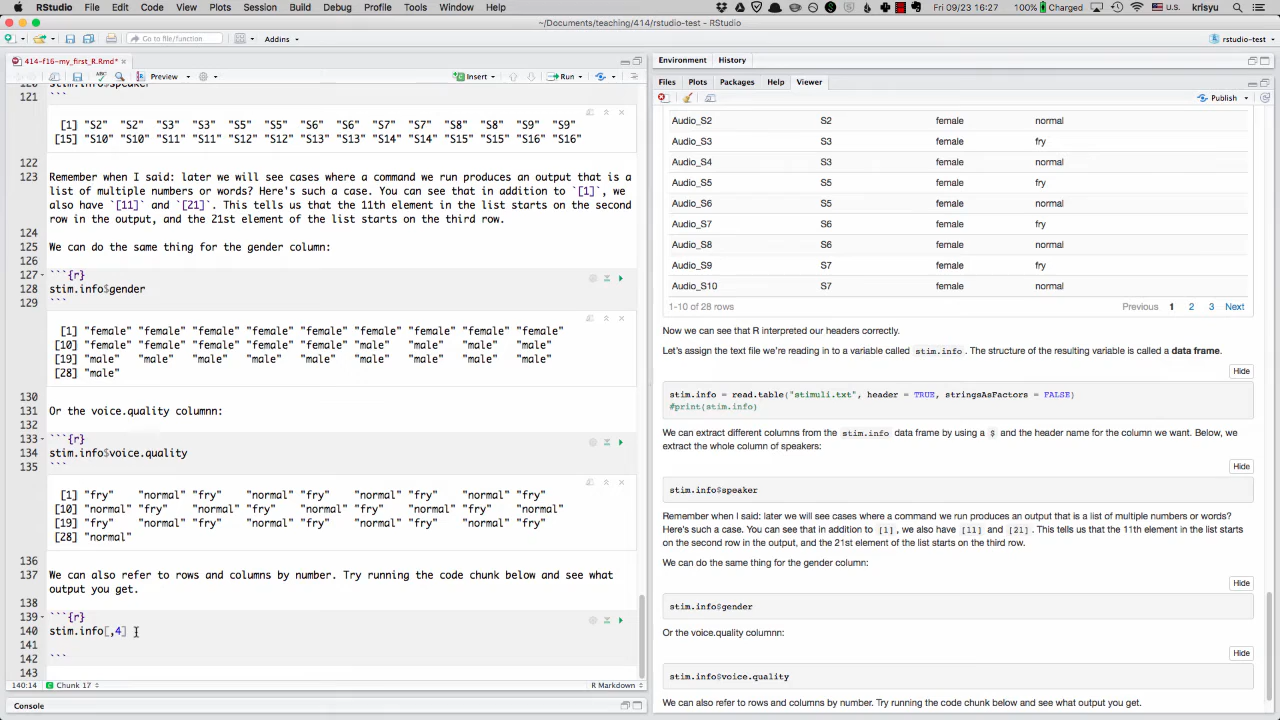 RStudio File Edit Code View Plots Session Build Debug Profile Tools Window Help 100% Charged Fri 09/23 16:27 krisyu
~/Documents/teaching/414/rstudio-test - RStudio
Go to file/function Addins rstudio-test
414-f16-my_first_R.Rmd*
Preview Insert Run
120 stim.info$speaker
121 ```
[1] "S2" "S2" "S3" "S3" "S5" "S5" "S6" "S6" "S7" "S7" "S8" "S8" "S9" "S9"
[15] "S10" "S10" "S11" "S11" "S12" "S12" "S13" "S13" "S14" "S14" "S15" "S15" "S16" "S16"
122
123 Remember when I said: later we will see cases where a command we run produces an output that is a
list of multiple numbers or words? Here's such a case. You can see that in addition to `[1]`, we
also have `[11]` and `[21]`. This tells us that the 11th element in the list starts on the second
row in the output, and the 21st element of the list starts on the third row.
124
125 We can do the same thing for the gender column:
126
127 ```{r}
128 stim.info$gender
129 ```
[1] "female" "female" "female" "female" "female" "female" "female" "female" "female"
[10] "female" "female" "female" "female" "female" "male" "male" "male" "male"
[19] "male" "male" "male" "male" "male" "male" "male" "male" "male"
[28] "male"
130
131 Or the voice.quality columnn:
132
133 ```{r}
134 stim.info$voice.quality
135 ```
[1] "fry" "normal" "fry" "normal" "fry" "normal" "fry" "normal" "fry"
[10] "normal" "fry" "normal" "fry" "normal" "fry" "normal" "fry" "normal"
[19] "fry" "normal" "fry" "normal" "fry" "normal" "fry" "normal" "fry"
[28] "normal"
136
137 We can also refer to rows and columns by number. Try running the code chunk below and see what
output you get.
138
139 ```{r}
140 stim.info[,4]
141
142 ```
143
140:14 Chunk 17 R Markdown
Console
Environment History
Files Plots Packages Help Viewer
Publish
Audio_S2 S2 female normal
Audio_S3 S3 female fry
Audio_S4 S3 female normal
Audio_S5 S5 female fry
Audio_S6 S5 female normal
Audio_S7 S6 female fry
Audio_S8 S6 female normal
Audio_S9 S7 female fry
Audio_S10 S7 female normal
1-10 of 28 rows Previous 1 2 3 Next
Now we can see that R interpreted our headers correctly.
Let's assign the text file we're reading in to a variable called stim.info. The structure of the resulting variable is called a data frame.
Hide
stim.info = read.table("stimuli.txt", header = TRUE, stringsAsFactors = FALSE)
#print(stim.info)
We can extract different columns from the stim.info data frame by using a $ and the header name for the column we want. Below, we
extract the whole column of speakers:
Hide
stim.info$speaker
Remember when I said: later we will see cases where a command we run produces an output that is a list of multiple numbers or words?
Here's such a case. You can see that in addition to [1], we also have [11] and [21]. This tells us that the 11th element in the list starts
on the second row in the output, and the 21st element of the list starts on the third row.
We can do the same thing for the gender column:
Hide
stim.info$gender
Or the voice.quality columnn:
Hide
stim.info$voice.quality
We can also refer to rows and columns by number. Try running the code chunk below and see what output you get.